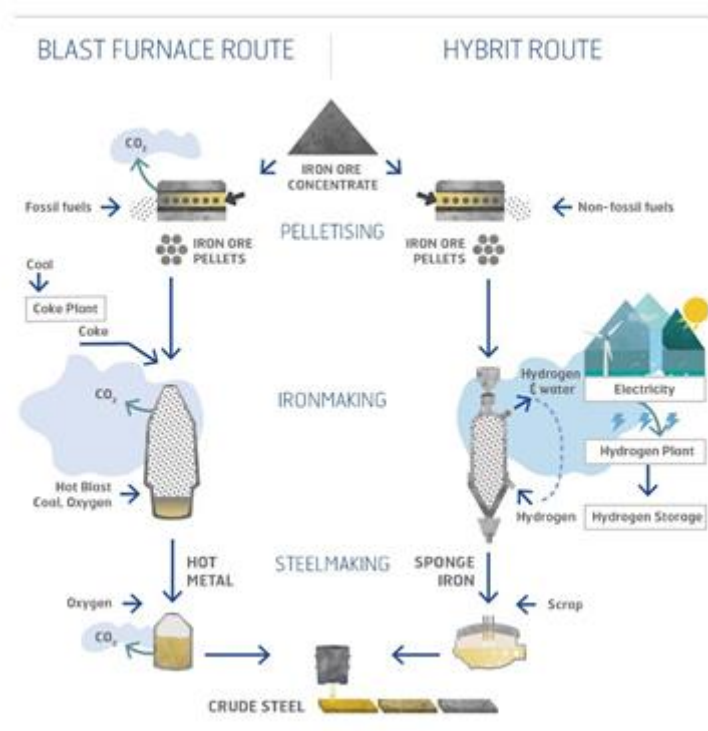 BLAST FURNACE ROUTE
HYBRIT ROUTE
CO₂
IRON ORE
CONCENTRATE
Fossil fuels
Non-fossil fuels
PELLETISING
IRON ORE
PELLETS
IRON ORE
PELLETS
Coal
Coke Plant
Coke
CO₂
IRONMAKING
Hydrogen
& water
Electricity
Hydrogen Plant
Hot Blast
Coal, Oxygen
Hydrogen
Hydrogen Storage
HOT
METAL
STEELMAKING
SPONGE
IRON
Oxygen
Scrap
CO₂
CRUDE STEEL